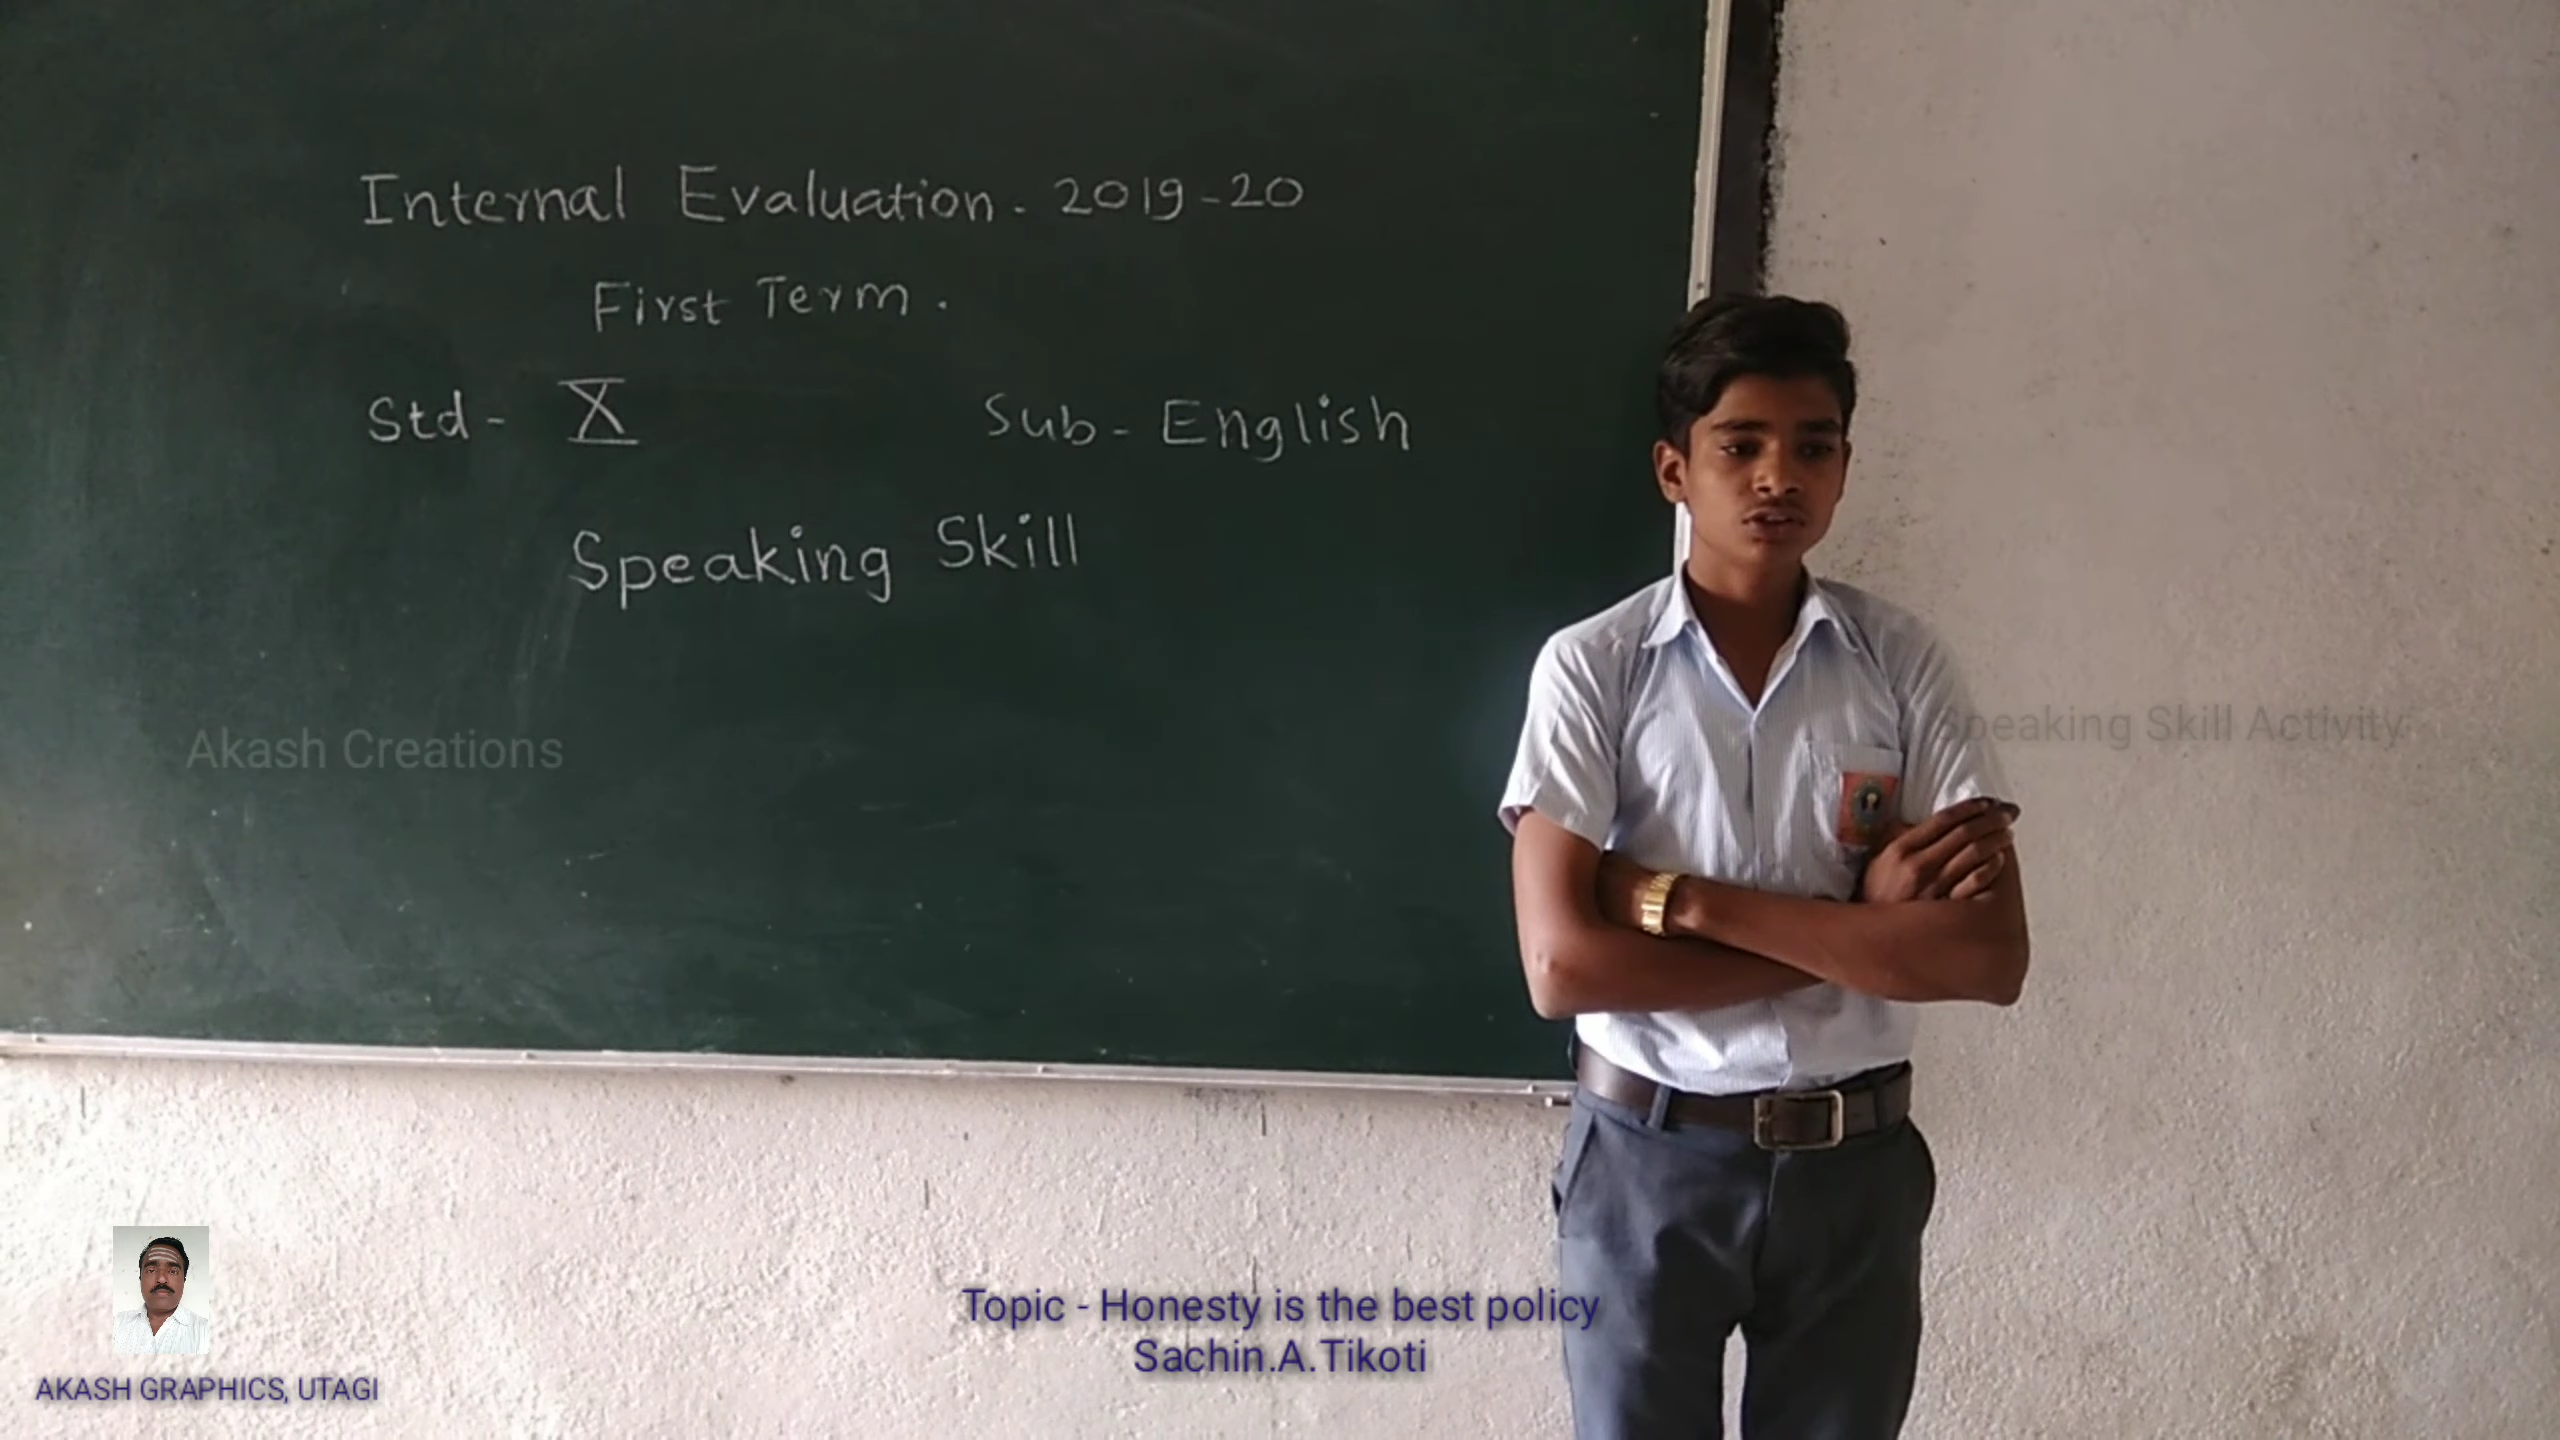 Internal Evaluation. 2019-20
First Term.
Std- X
Sub- English
Speaking Skill
Akash Creations
Speaking Skill Activity
Topic - Honesty is the best policy
Sachin.A.Tikoti
AKASH GRAPHICS, UTAGI